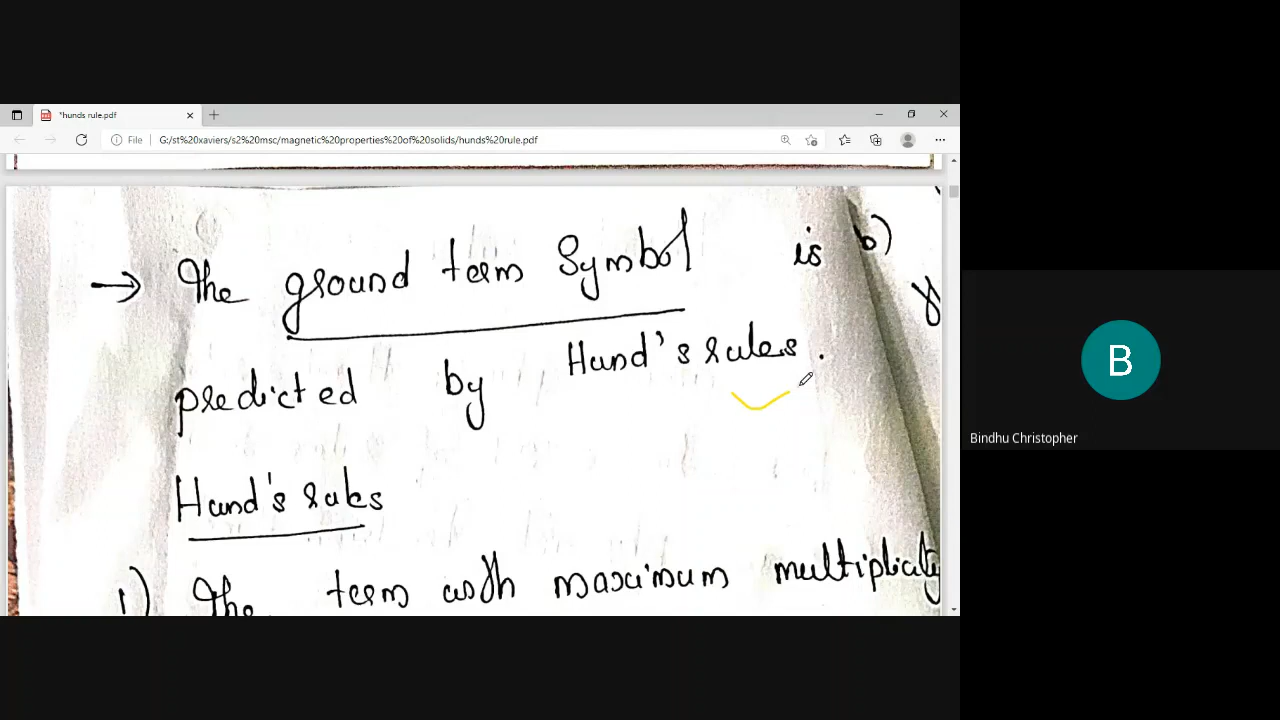 *hunds rule.pdf
File G:/st%20xaviers/s2%20msc/magnetic%20properties%20of%20solids/hunds%20rule.pdf
→ The ground term Symbol is b)
predicted by Hund's rules.
Hund's rules
1) The term with maximum multiplicity
B
Bindhu Christopher